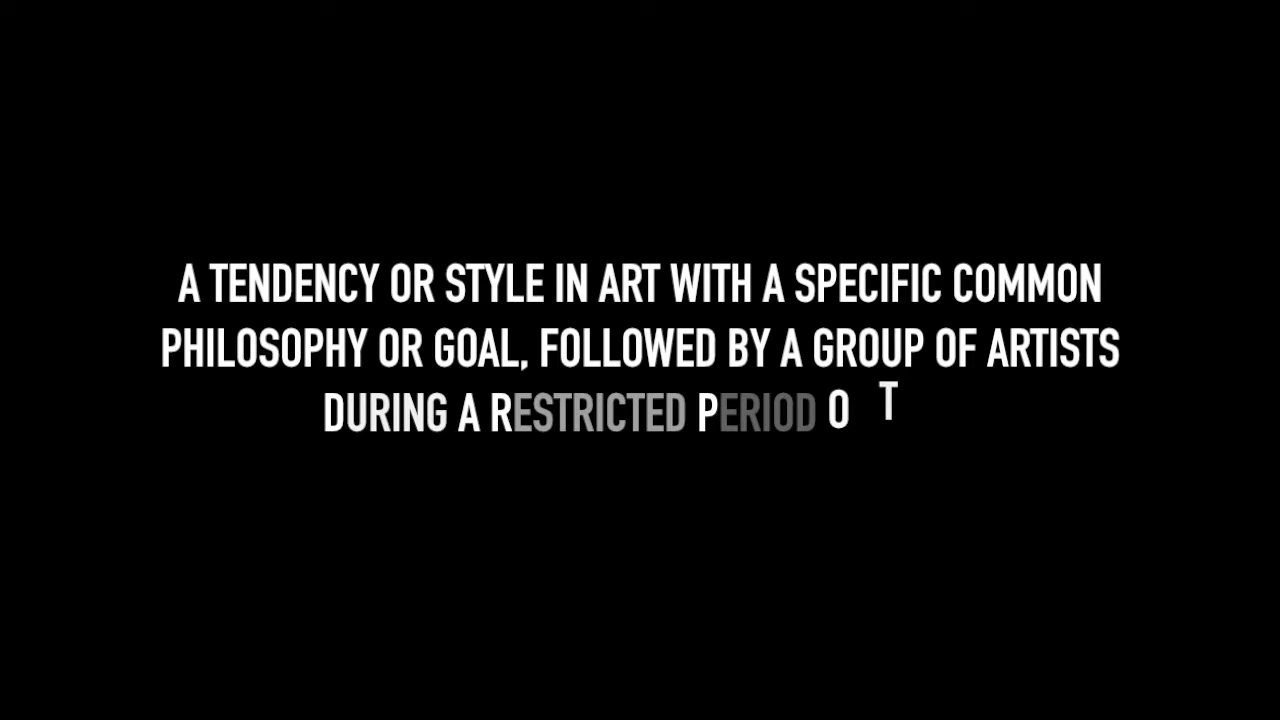 A TENDENCY OR STYLE IN ART WITH A SPECIFIC COMMON
PHILOSOPHY OR GOAL, FOLLOWED BY A GROUP OF ARTISTS
DURING A RESTRICTED PERIOD O T